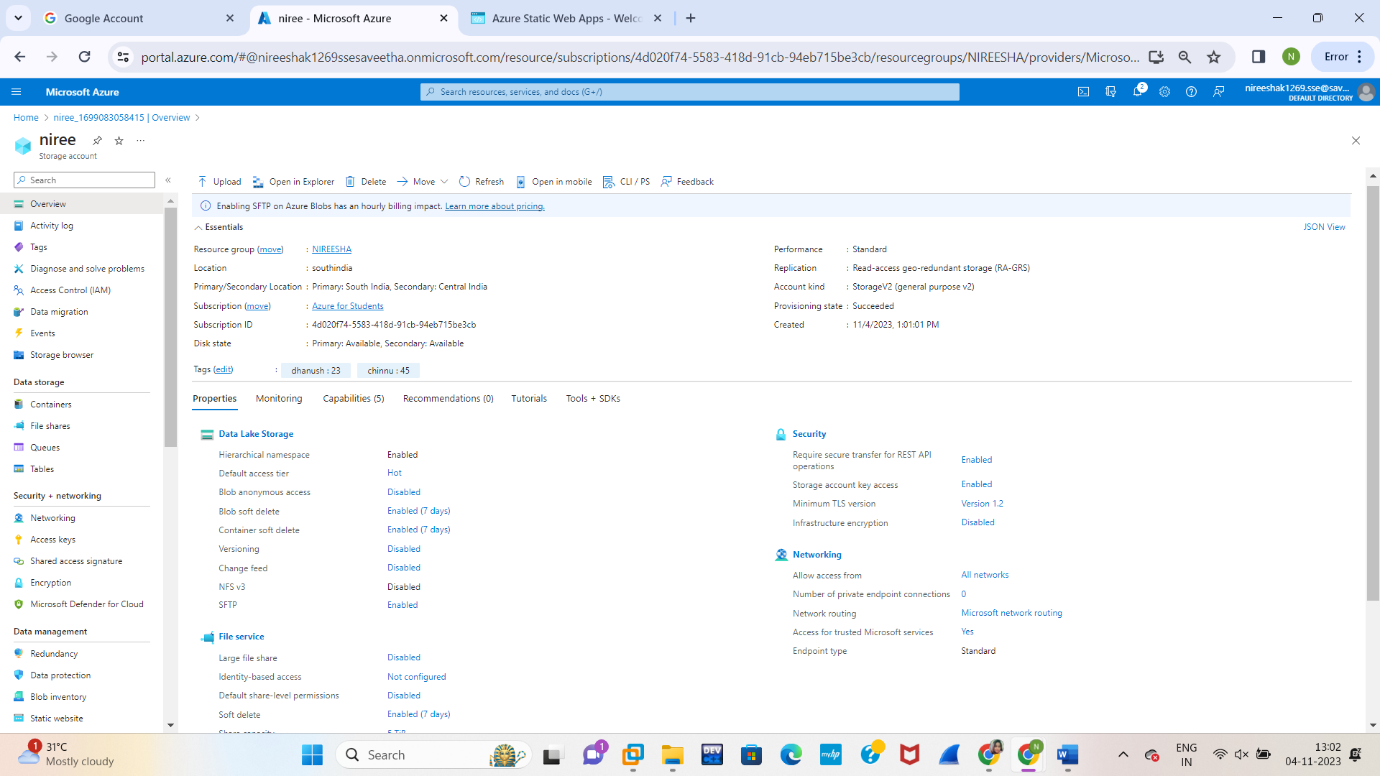 Google Account
niree - Microsoft Azure
Azure Static Web Apps - Welc
portal.azure.com/#@nireeshak1269ssesaveetha.onmicrosoft.com/resource/subscriptions/4d020f74-5583-418d-91cb-94eb715be3cb/resourcegroups/NIREESHA/providers/Microso...
N
Error
Microsoft Azure
Search resources, services, and docs (G+/)
2
nireeshak1269.sse@sav...
DEFAULT DIRECTORY
Home > niree_1699083058415 | Overview >
niree
Storage account
Search
Overview
Activity log
Tags
Diagnose and solve problems
Access Control (IAM)
Data migration
Events
Storage browser
Data storage
Containers
File shares
Queues
Tables
Security + networking
Networking
Access keys
Shared access signature
Encryption
Microsoft Defender for Cloud
Data management
Redundancy
Data protection
Blob inventory
Static website
Upload Open in Explorer Delete Move Refresh Open in mobile CLI / PS Feedback
Enabling SFTP on Azure Blobs has an hourly billing impact. Learn more about pricing.
Essentials
JSON View
Resource group (move) : NIREESHA
Location : southindia
Primary/Secondary Location : Primary: South India, Secondary: Central India
Subscription (move) : Azure for Students
Subscription ID : 4d020f74-5583-418d-91cb-94eb715be3cb
Disk state : Primary: Available, Secondary: Available
Performance : Standard
Replication : Read-access geo-redundant storage (RA-GRS)
Account kind : StorageV2 (general purpose v2)
Provisioning state : Succeeded
Created : 11/4/2023, 1:01:01 PM
Tags (edit) : dhanush : 23 chinnu : 45
Properties Monitoring Capabilities (5) Recommendations (0) Tutorials Tools + SDKs
Data Lake Storage
Hierarchical namespace Enabled
Default access tier Hot
Blob anonymous access Disabled
Blob soft delete Enabled (7 days)
Container soft delete Enabled (7 days)
Versioning Disabled
Change feed Disabled
NFS v3 Disabled
SFTP Enabled
File service
Large file share Disabled
Identity-based access Not configured
Default share-level permissions Disabled
Soft delete Enabled (7 days)
Share capacity 5 TiB
Security
Require secure transfer for REST API
operations Enabled
Storage account key access Enabled
Minimum TLS version Version 1.2
Infrastructure encryption Disabled
Networking
Allow access from All networks
Number of private endpoint connections 0
Network routing Microsoft network routing
Access for trusted Microsoft services Yes
Endpoint type Standard
1
31°C
Mostly cloudy
Search
1
DEV
myhp
N
W
ENG
IN
13:02
04-11-2023